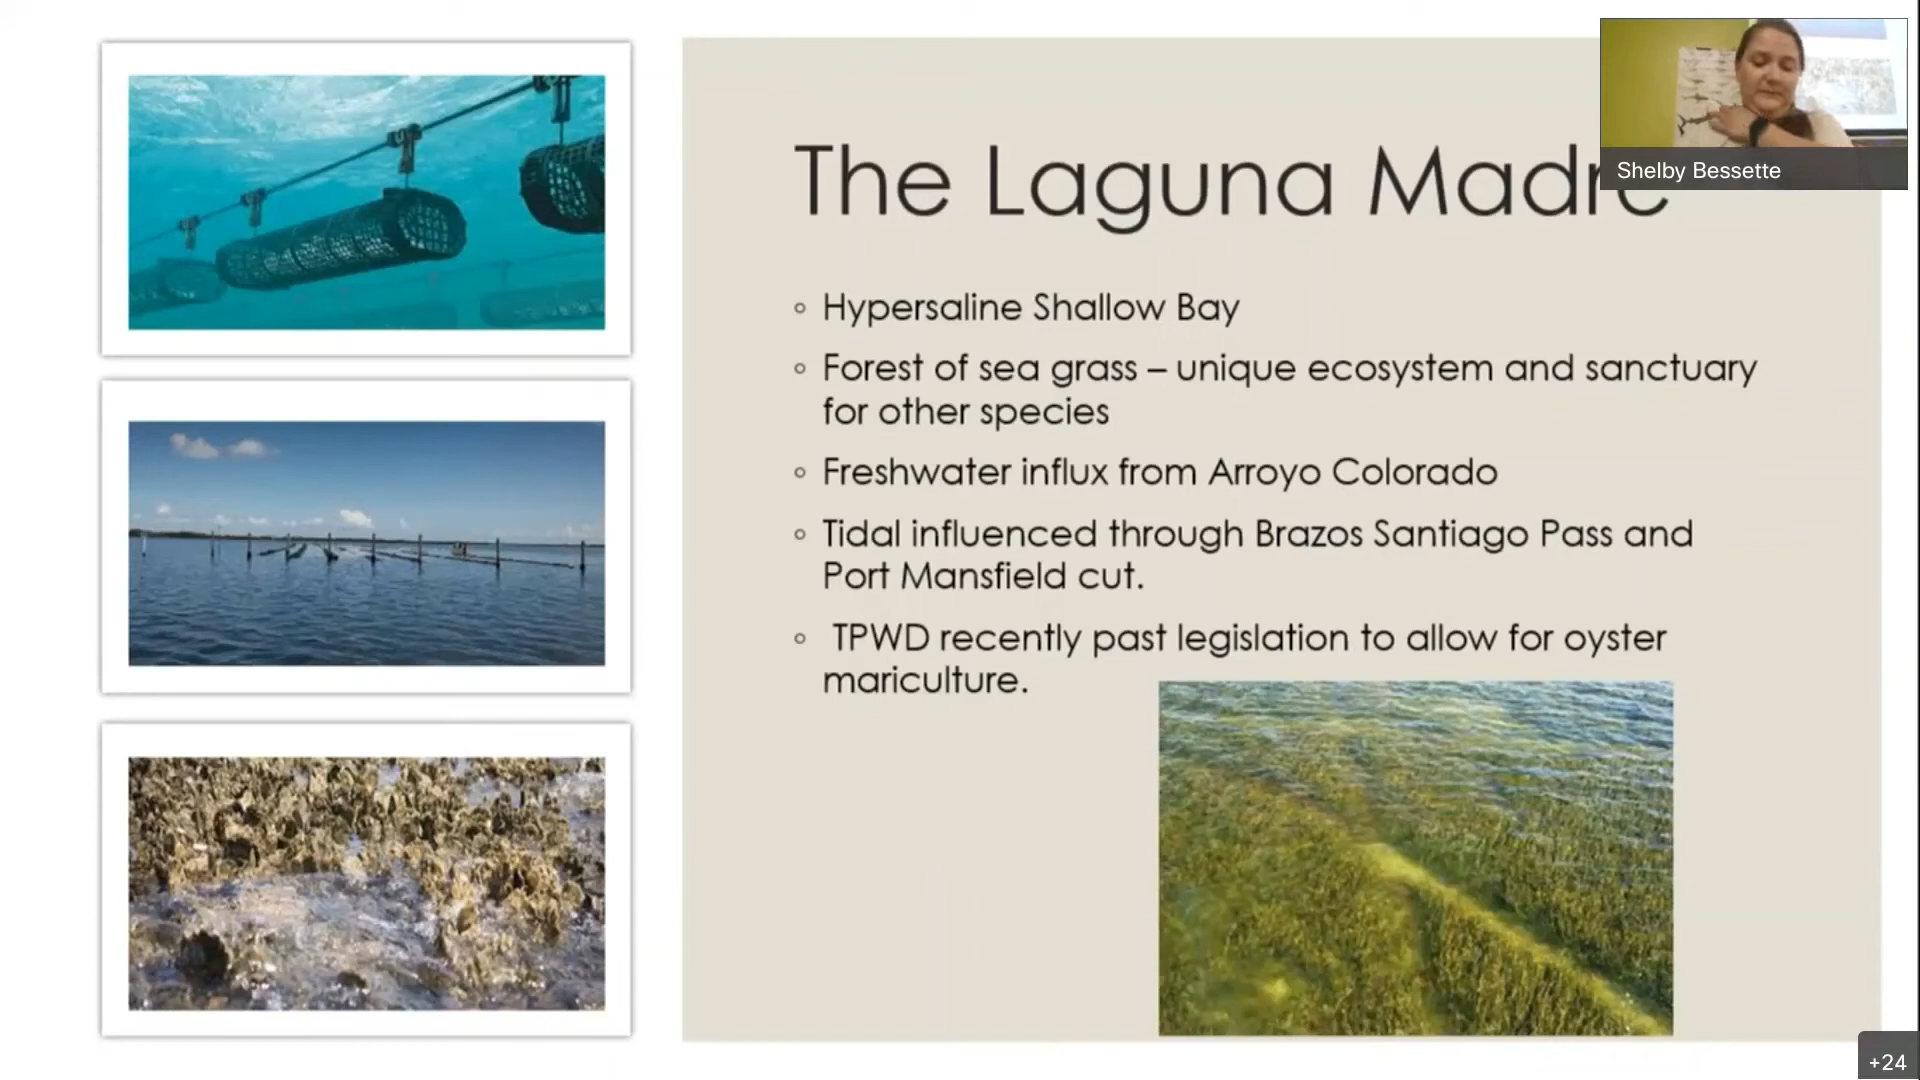 The Laguna Madre
Shelby Bessette
◦ Hypersaline Shallow Bay
◦ Forest of sea grass – unique ecosystem and sanctuary
for other species
◦ Freshwater influx from Arroyo Colorado
◦ Tidal influenced through Brazos Santiago Pass and
Port Mansfield cut.
◦ TPWD recently past legislation to allow for oyster
mariculture.
+24